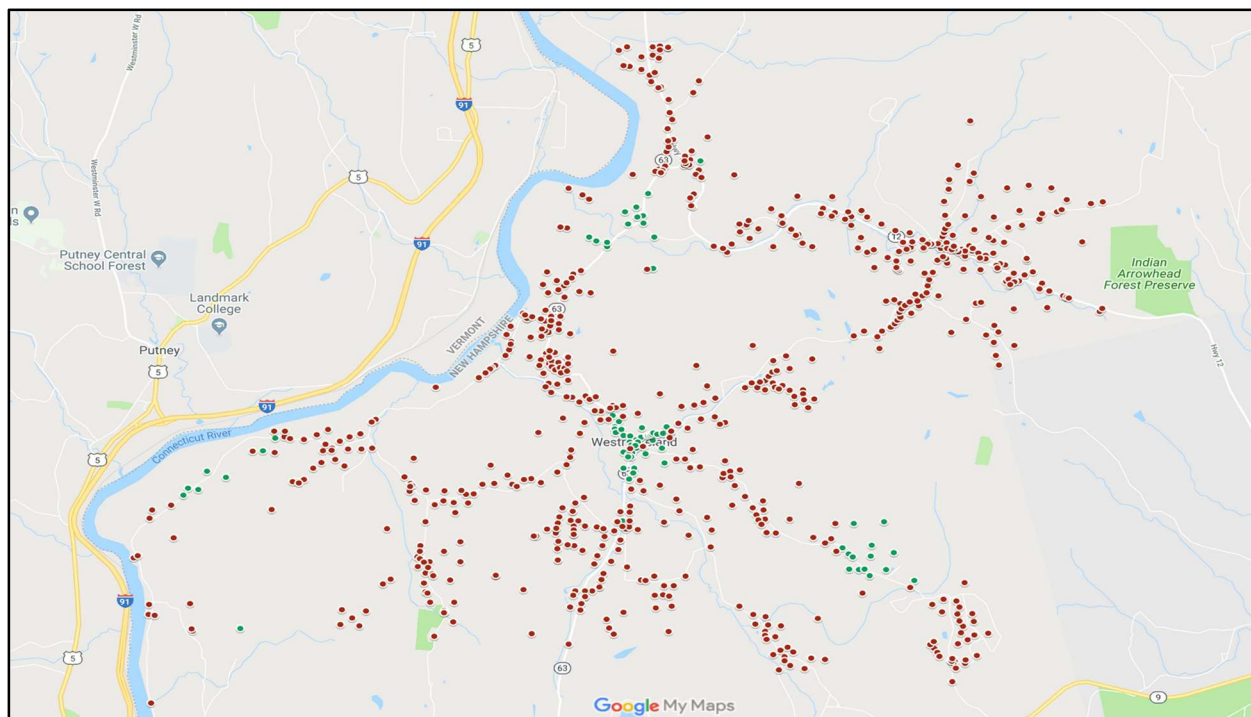 Westminster W Rd
5
91
63
Hwy
5
5
Westminster W Rd
Putney Central
School Forest
12
91
Indian
Arrowhead
Forest Preserve
Landmark
College
63
VERMONT
NEW HAMPSHIRE
Putney
5
Hwy 12
91
Connecticut River
5
91
5
63
9
Google My Maps